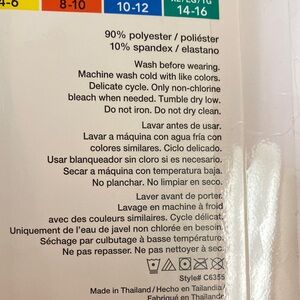 4-6 8-10 10-12 XL/EG/TG
14-16
90% polyester / poliéster
10% spandex / elastano
Wash before wearing.
Machine wash cold with like colors.
Delicate cycle. Only non-chlorine
bleach when needed. Tumble dry low.
Do not iron. Do not dry clean.
Lavar antes de usar.
Lavar a máquina con agua fría con
colores similares. Ciclo delicado.
Usar blanqueador sin cloro si es necesario.
Secar a máquina con temperatura baja.
No planchar. No limpiar en seco.
Laver avant de porter.
Lavage en machine à froid
avec des couleurs similaires. Cycle délicat.
Uniquement de l'eau de javel non chlorée en besoin.
Séchage par culbutage à basse température.
Ne pas repasser. Ne pas nettoyer à sec.
Style# C6355
Made in Thailand / Hecho en Tailandia /
Fabriqué en Thaïlande